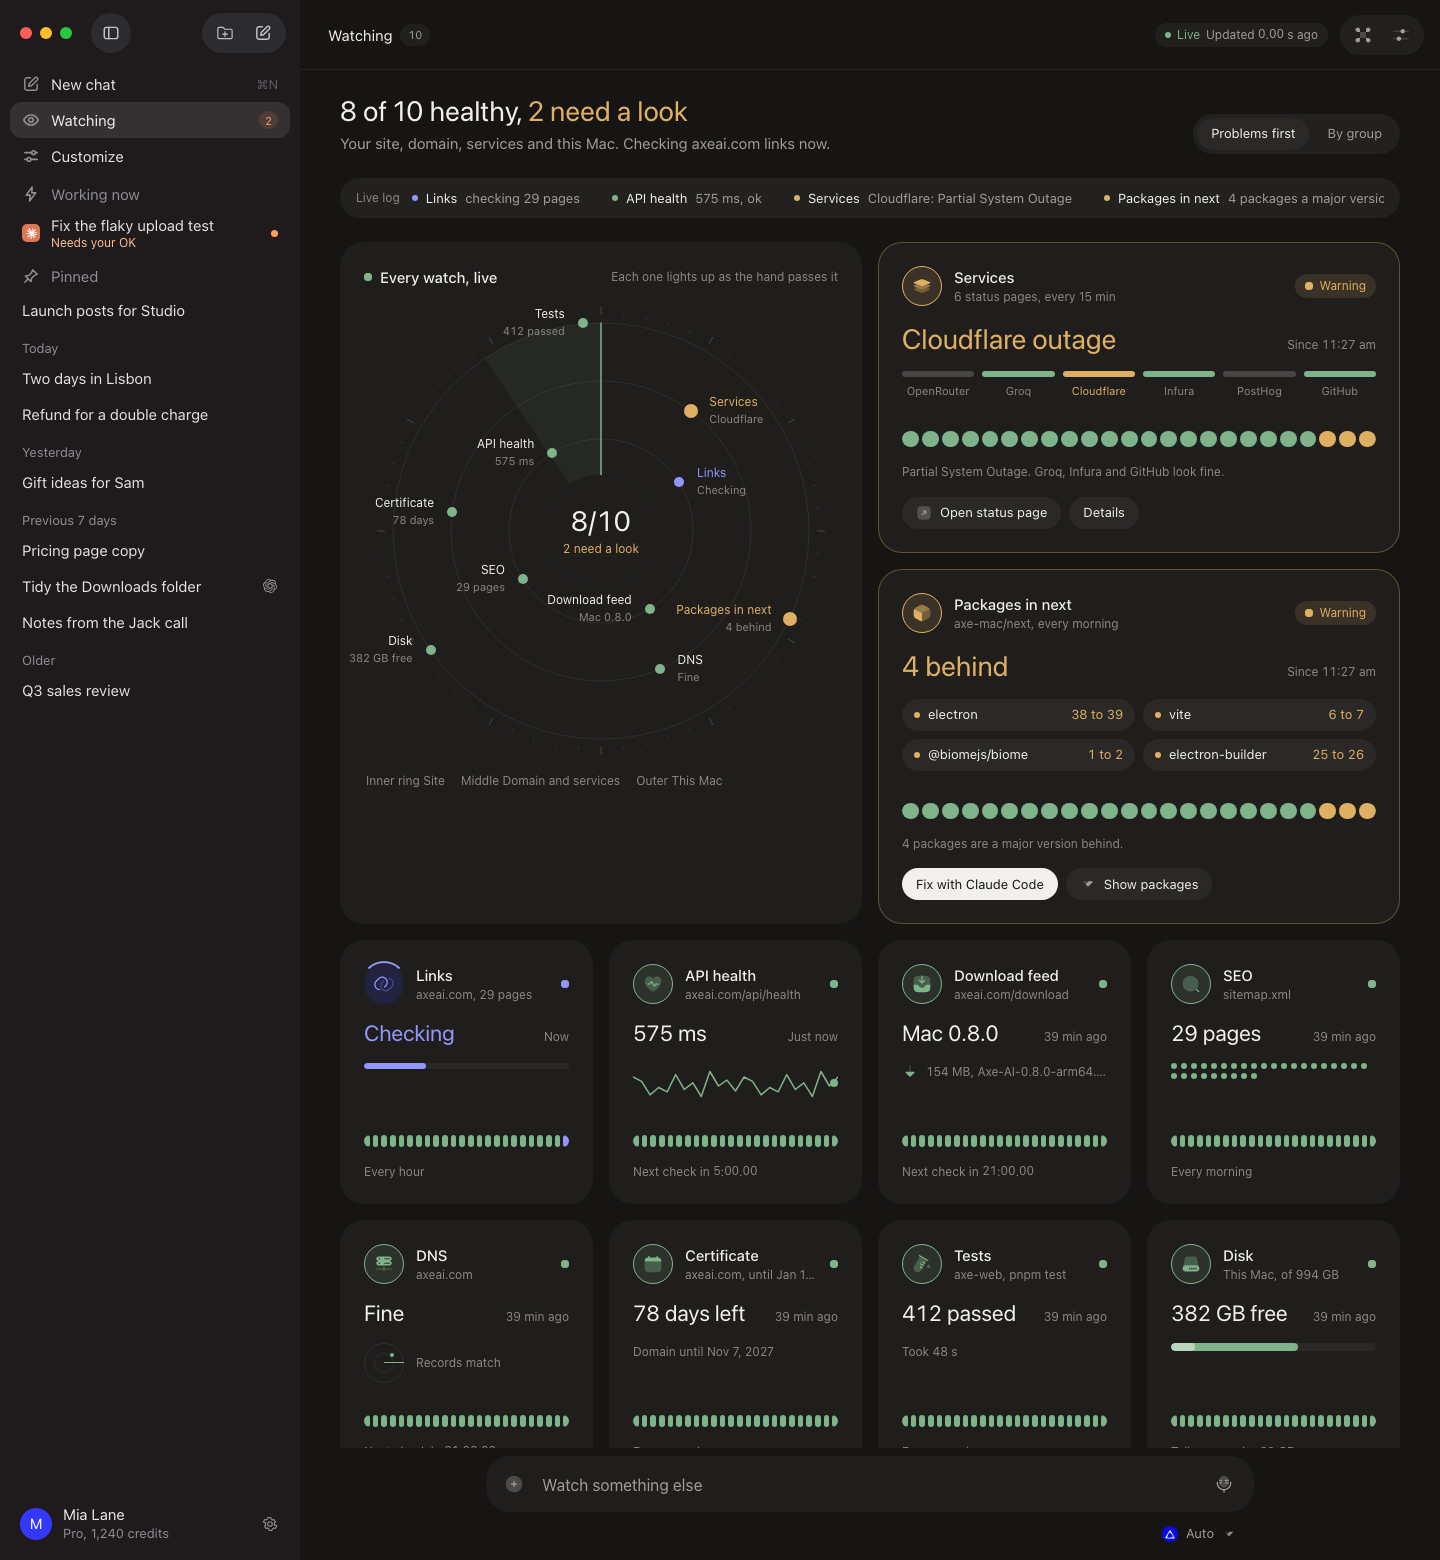 New chat ⌘N
Watching 2
Customize
Working now
Fix the flaky upload test
Needs your OK
Pinned
Launch posts for Studio
Today
Two days in Lisbon
Refund for a double charge
Yesterday
Gift ideas for Sam
Previous 7 days
Pricing page copy
Tidy the Downloads folder
Notes from the Jack call
Older
Q3 sales review
M
Mia Lane
Pro, 1,240 credits
Watching 10
Live Updated 0.00 s ago
8 of 10 healthy, 2 need a look
Your site, domain, services and this Mac. Checking axeai.com links now.
Problems first By group
Live log Links checking 29 pages API health 575 ms, ok Services Cloudflare: Partial System Outage Packages in next 4 packages a major
Every watch, live Each one lights up as the hand passes it
Tests
412 passed
Services
Cloudflare
API health
575 ms
Links
Checking
Certificate
78 days
8/10
2 need a look
SEO
29 pages
Download feed
Mac 0.8.0
Packages in next
4 behind
Disk
382 GB free
DNS
Fine
Inner ring Site Middle Domain and services Outer This Mac
Services
6 status pages, every 15 min
Warning
Cloudflare outage Since 11:27 am
OpenRouter Groq Cloudflare Infura PostHog GitHub
Partial System Outage. Groq, Infura and GitHub look fine.
Open status page Details
Packages in next
axe-mac/next, every morning
Warning
4 behind Since 11:27 am
electron 38 to 39 vite 6 to 7
@biomejs/biome 1 to 2 electron-builder 25 to 26
4 packages are a major version behind.
Fix with Claude Code Show packages
Links
axeai.com, 29 pages
Checking Now
Every hour
API health
axeai.com/api/health
575 ms Just now
Next check in 5:00.00
Download feed
axeai.com/download
Mac 0.8.0 39 min ago
154 MB, Axe-AI-0.8.0-arm64....
Next check in 21:00.00
SEO
sitemap.xml
29 pages 39 min ago
Every morning
DNS
axeai.com
Fine 39 min ago
Records match
Certificate
axeai.com, until Jan 1...
78 days left 39 min ago
Domain until Nov 7, 2027
Tests
axe-web, pnpm test
412 passed 39 min ago
Took 48 s
Disk
This Mac, of 994 GB
382 GB free 39 min ago
Watch something else
Auto